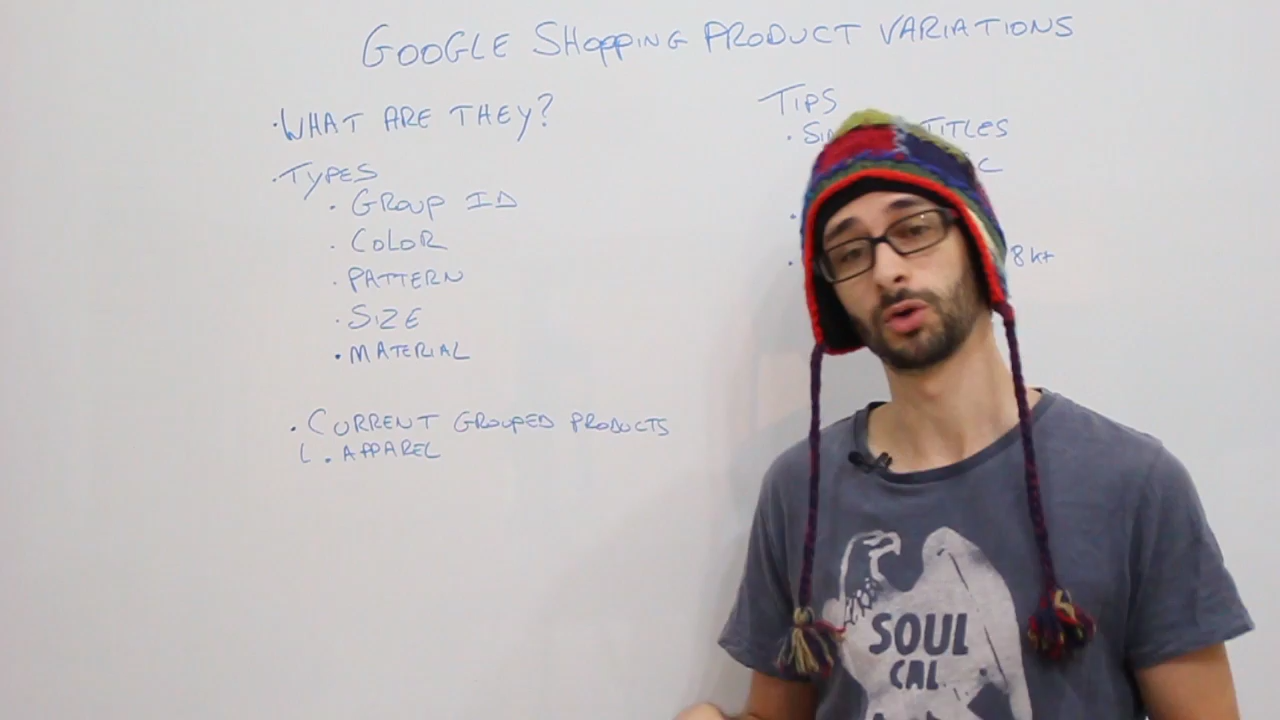 GOOGLE SHOPPING PRODUCT VARIATIONS
· WHAT ARE THEY?
· TYPES
· GROUP ID
· COLOR
· PATTERN
· SIZE
· MATERIAL
· CURRENT GROUPED PRODUCTS
· APPAREL
TIPS
· TITLES
C
8kt
SOUL
CAL